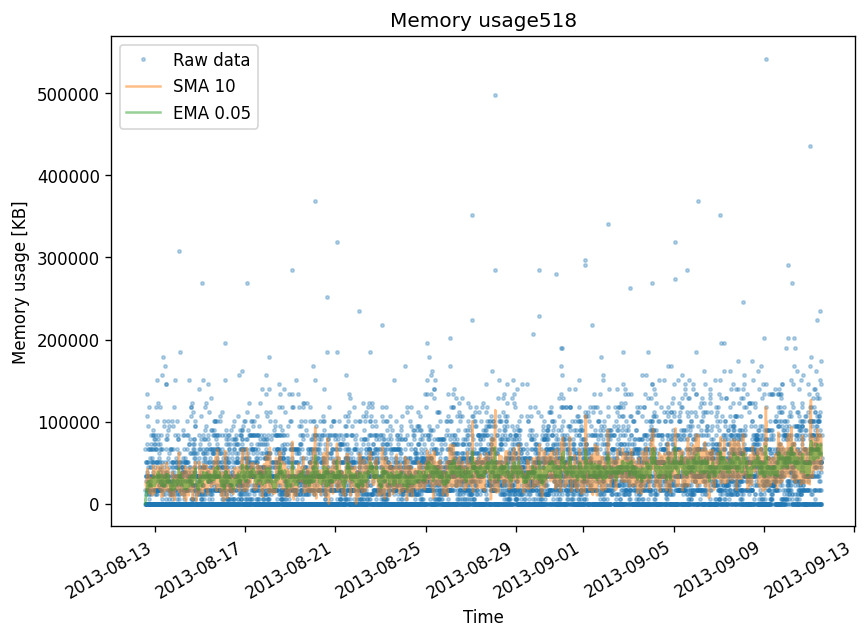 Memory usage518
Raw data
SMA 10
EMA 0.05
Memory usage [KB]
500000
400000
300000
200000
100000
0
2013-08-13
2013-08-17
2013-08-21
2013-08-25
2013-08-29
2013-09-01
2013-09-05
2013-09-09
2013-09-13
Time